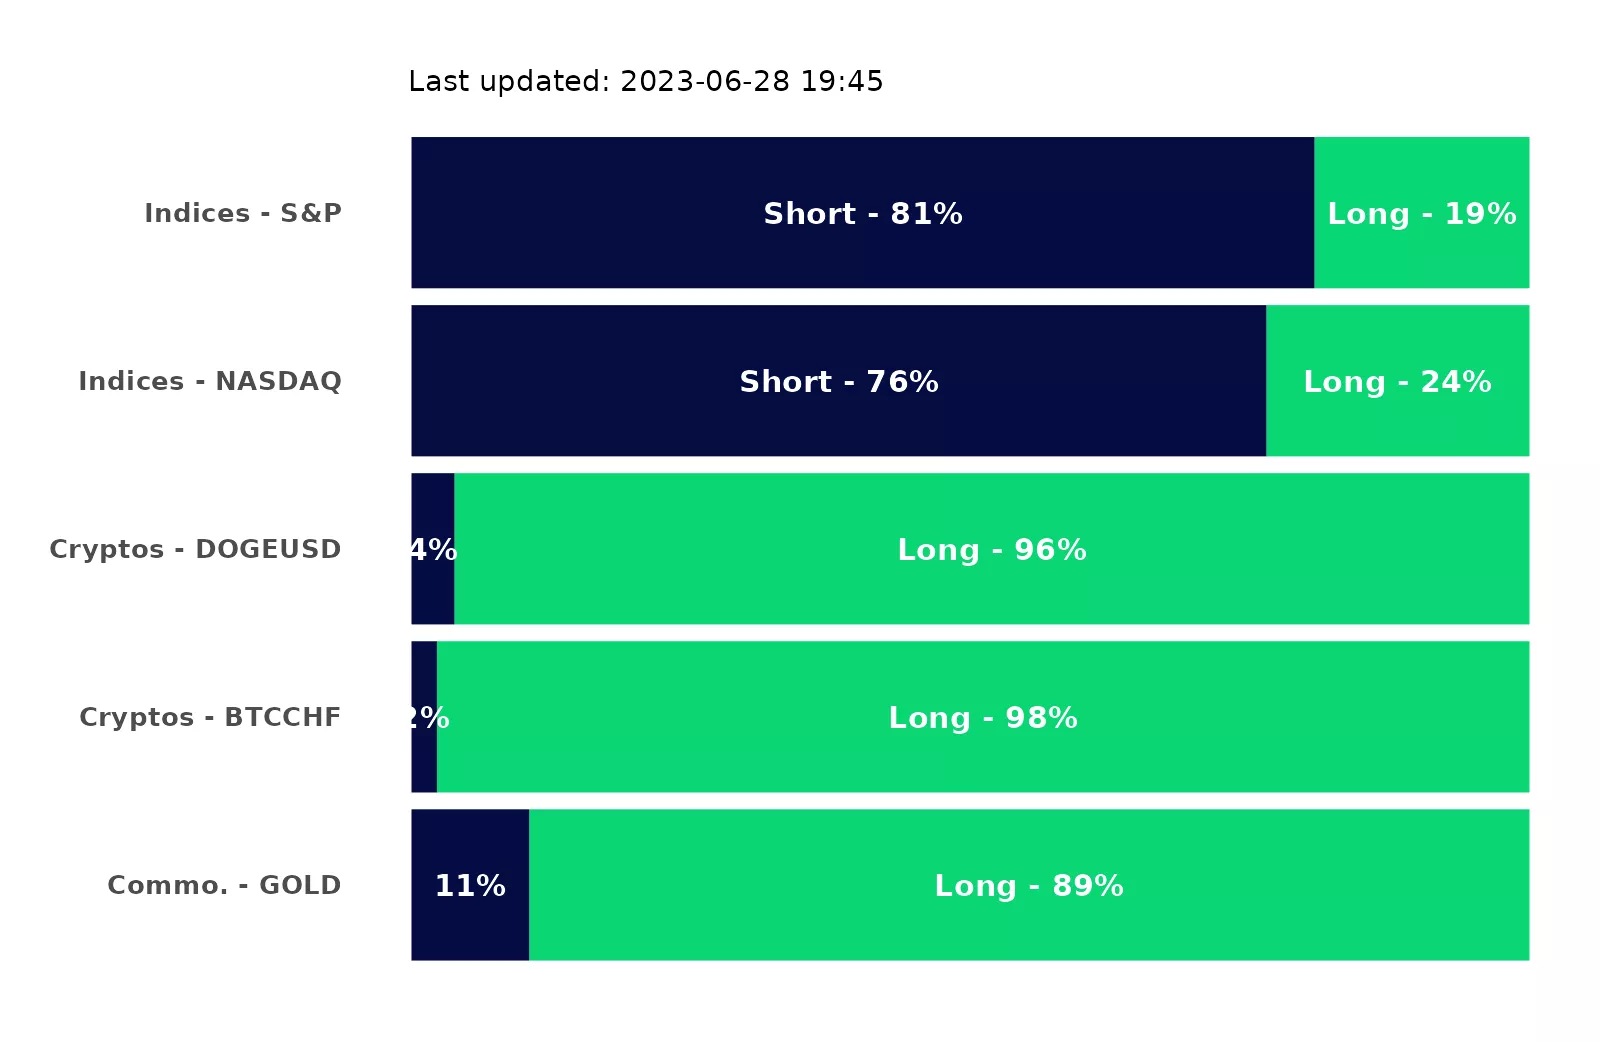 Last updated: 2023-06-28 19:45
Indices - S&P
Short - 81%
Long - 19%
Indices - NASDAQ
Short - 76%
Long - 24%
Cryptos - DOGEUSD
4%
Long - 96%
Cryptos - BTCCHF
2%
Long - 98%
Commo. - GOLD
11%
Long - 89%